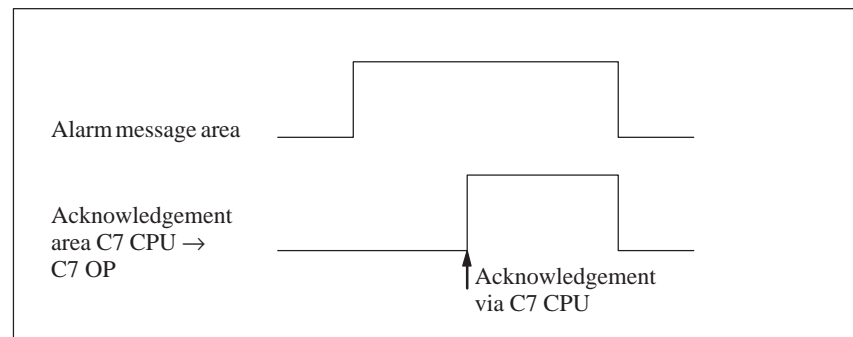 Alarm message area
Acknowledgement
area C7 CPU →
C7 OP
Acknowledgement
via C7 CPU